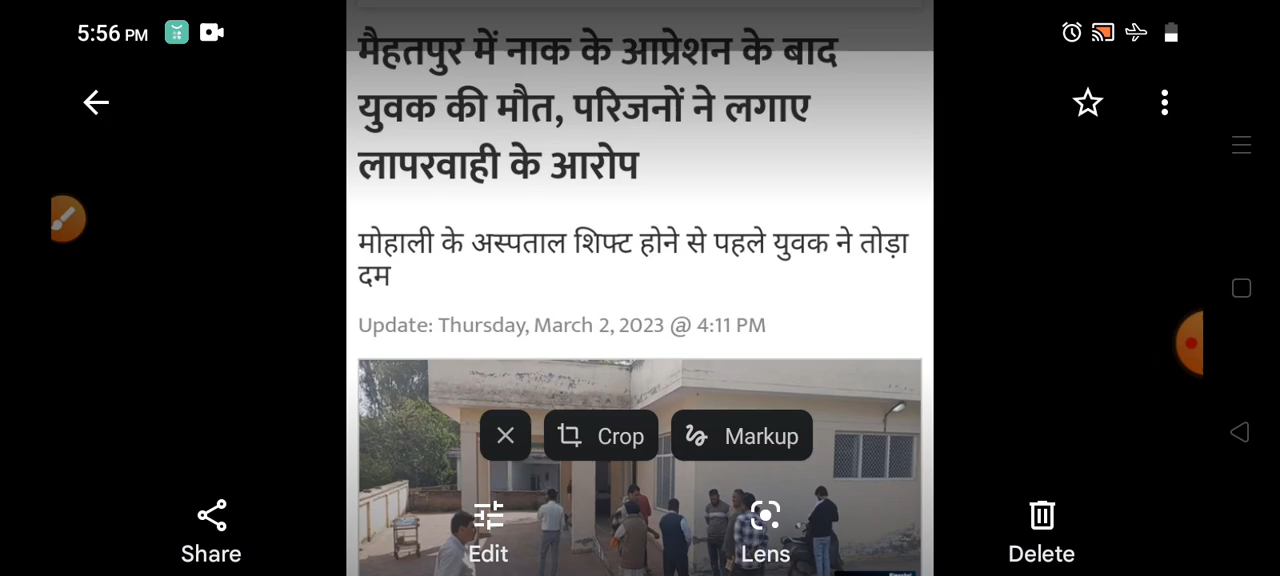 5:56 PM
मैहतपुर में नाक के आप्रेशन के बाद
युवक की मौत, परिजनों ने लगाए
लापरवाही के आरोप
मोहाली के अस्पताल शिफ्ट होने से पहले युवक ने तोड़ा
दम
Update: Thursday, March 2, 2023 @ 4:11 PM
Crop
Markup
Share
Edit
Lens
Delete